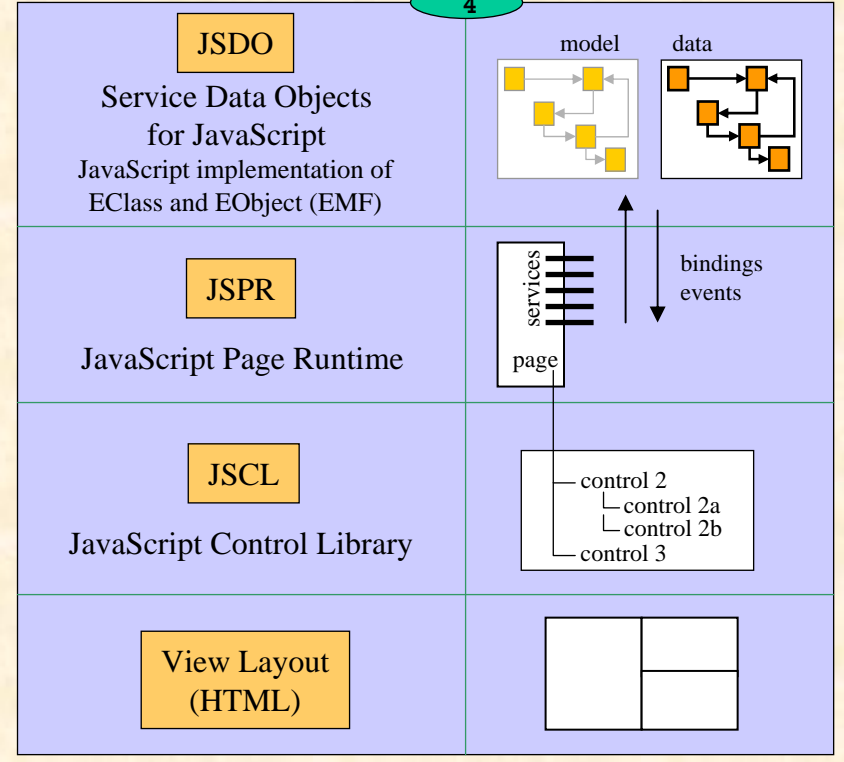 4
JSDO
Service Data Objects
for JavaScript
JavaScript implementation of
EClass and EObject (EMF)
model data
JSPR
JavaScript Page Runtime
services
page
bindings
events
JSCL
JavaScript Control Library
control 2
control 2a
control 2b
control 3
View Layout
(HTML)